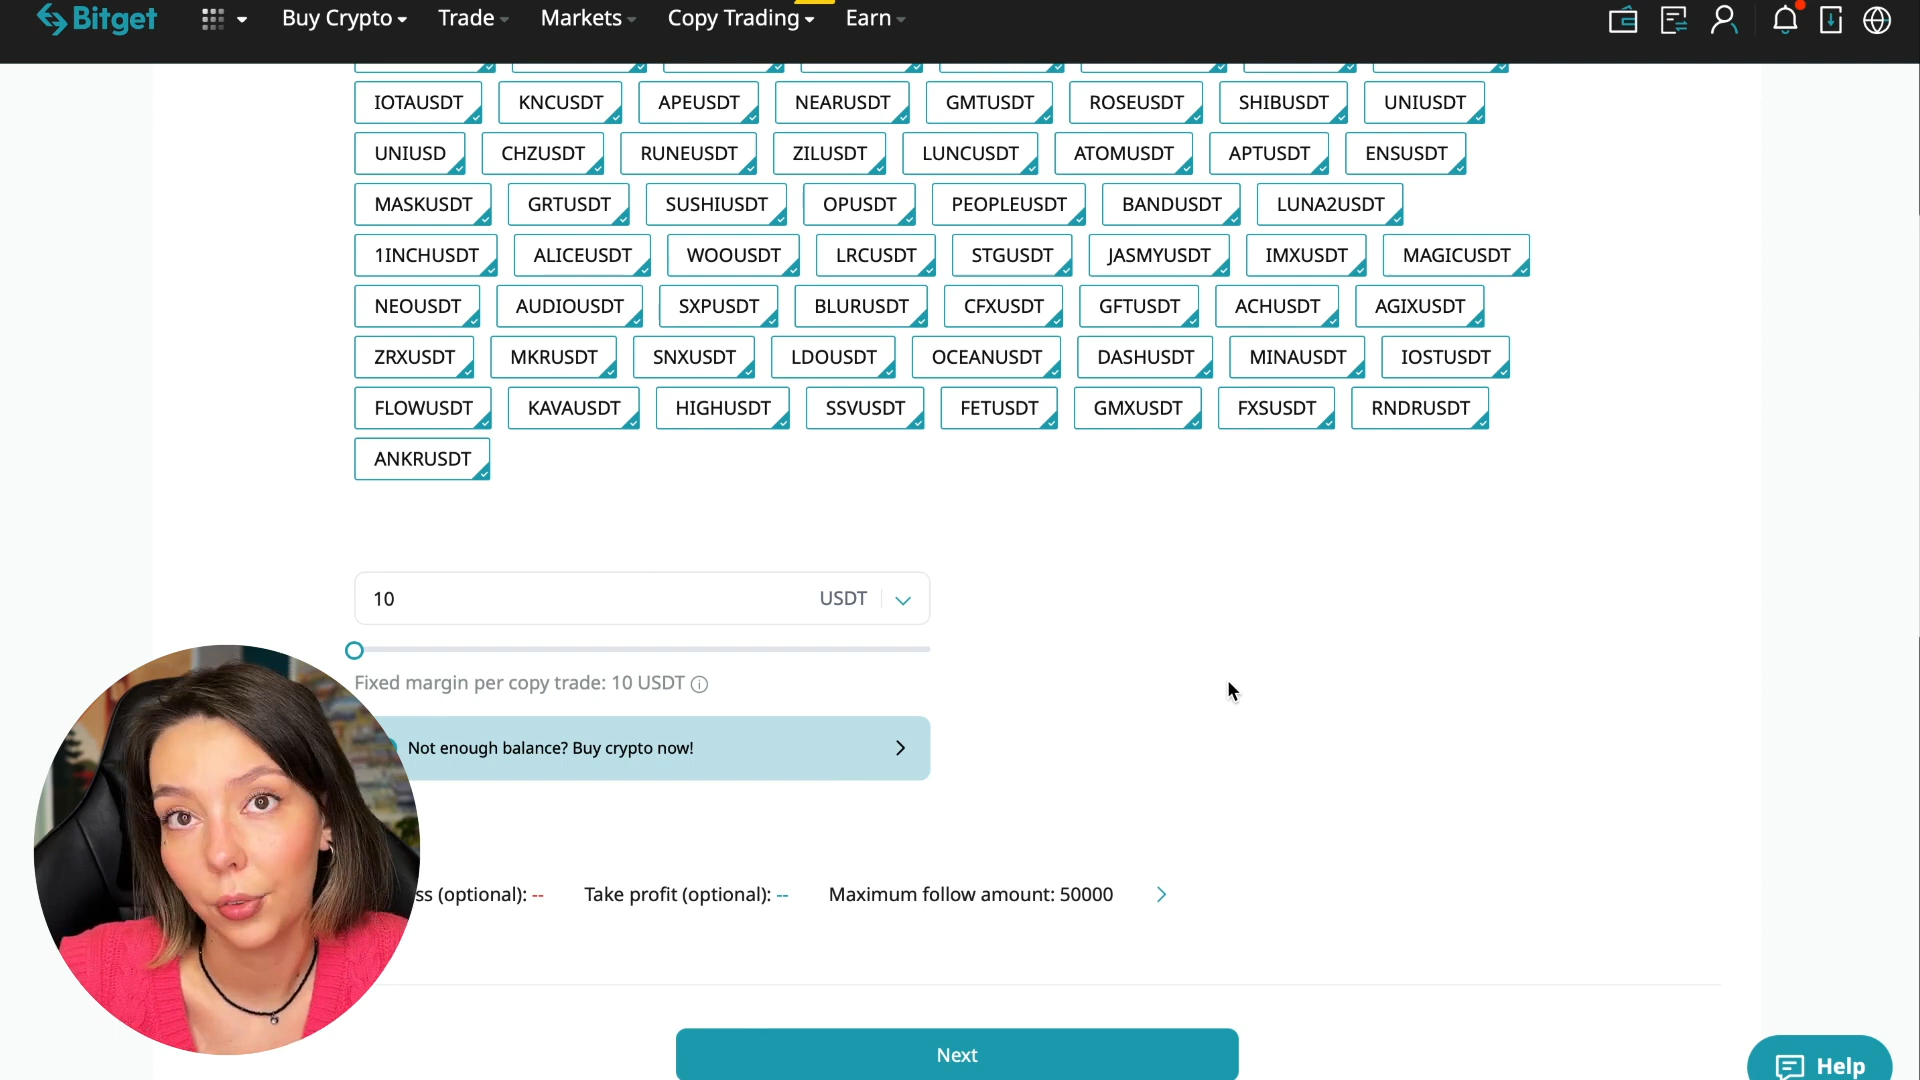 Bitget Buy Crypto Trade Markets Copy Trading Earn
IOTAUSDT KNCUSDT APEUSDT NEARUSDT GMTUSDT ROSEUSDT SHIBUSDT UNIUSDT
UNIUSD CHZUSDT RUNEUSDT ZILUSDT LUNCUSDT ATOMUSDT APTUSDT ENSUSDT
MASKUSDT GRTUSDT SUSHIUSDT OPUSDT PEOPLEUSDT BANDUSDT LUNA2USDT
1INCHUSDT ALICEUSDT WOOUSDT LRCUSDT STGUSDT JASMYUSDT IMXUSDT MAGICUSDT
NEOUSDT AUDIOUSDT SXPUSDT BLURUSDT CFXUSDT GFTUSDT ACHUSDT AGIXUSDT
ZRXUSDT MKRUSDT SNXUSDT LDOUSDT OCEANUSDT DASHUSDT MINAUSDT IOSTUSDT
FLOWUSDT KAVAUSDT HIGHUSDT SSVUSDT FETUSDT GMXUSDT FXSUSDT RNDRUSDT
ANKRUSDT
10 USDT
Fixed margin per copy trade: 10 USDT
Not enough balance? Buy crypto now!
ss (optional): -- Take profit (optional): -- Maximum follow amount: 50000
Next
Help